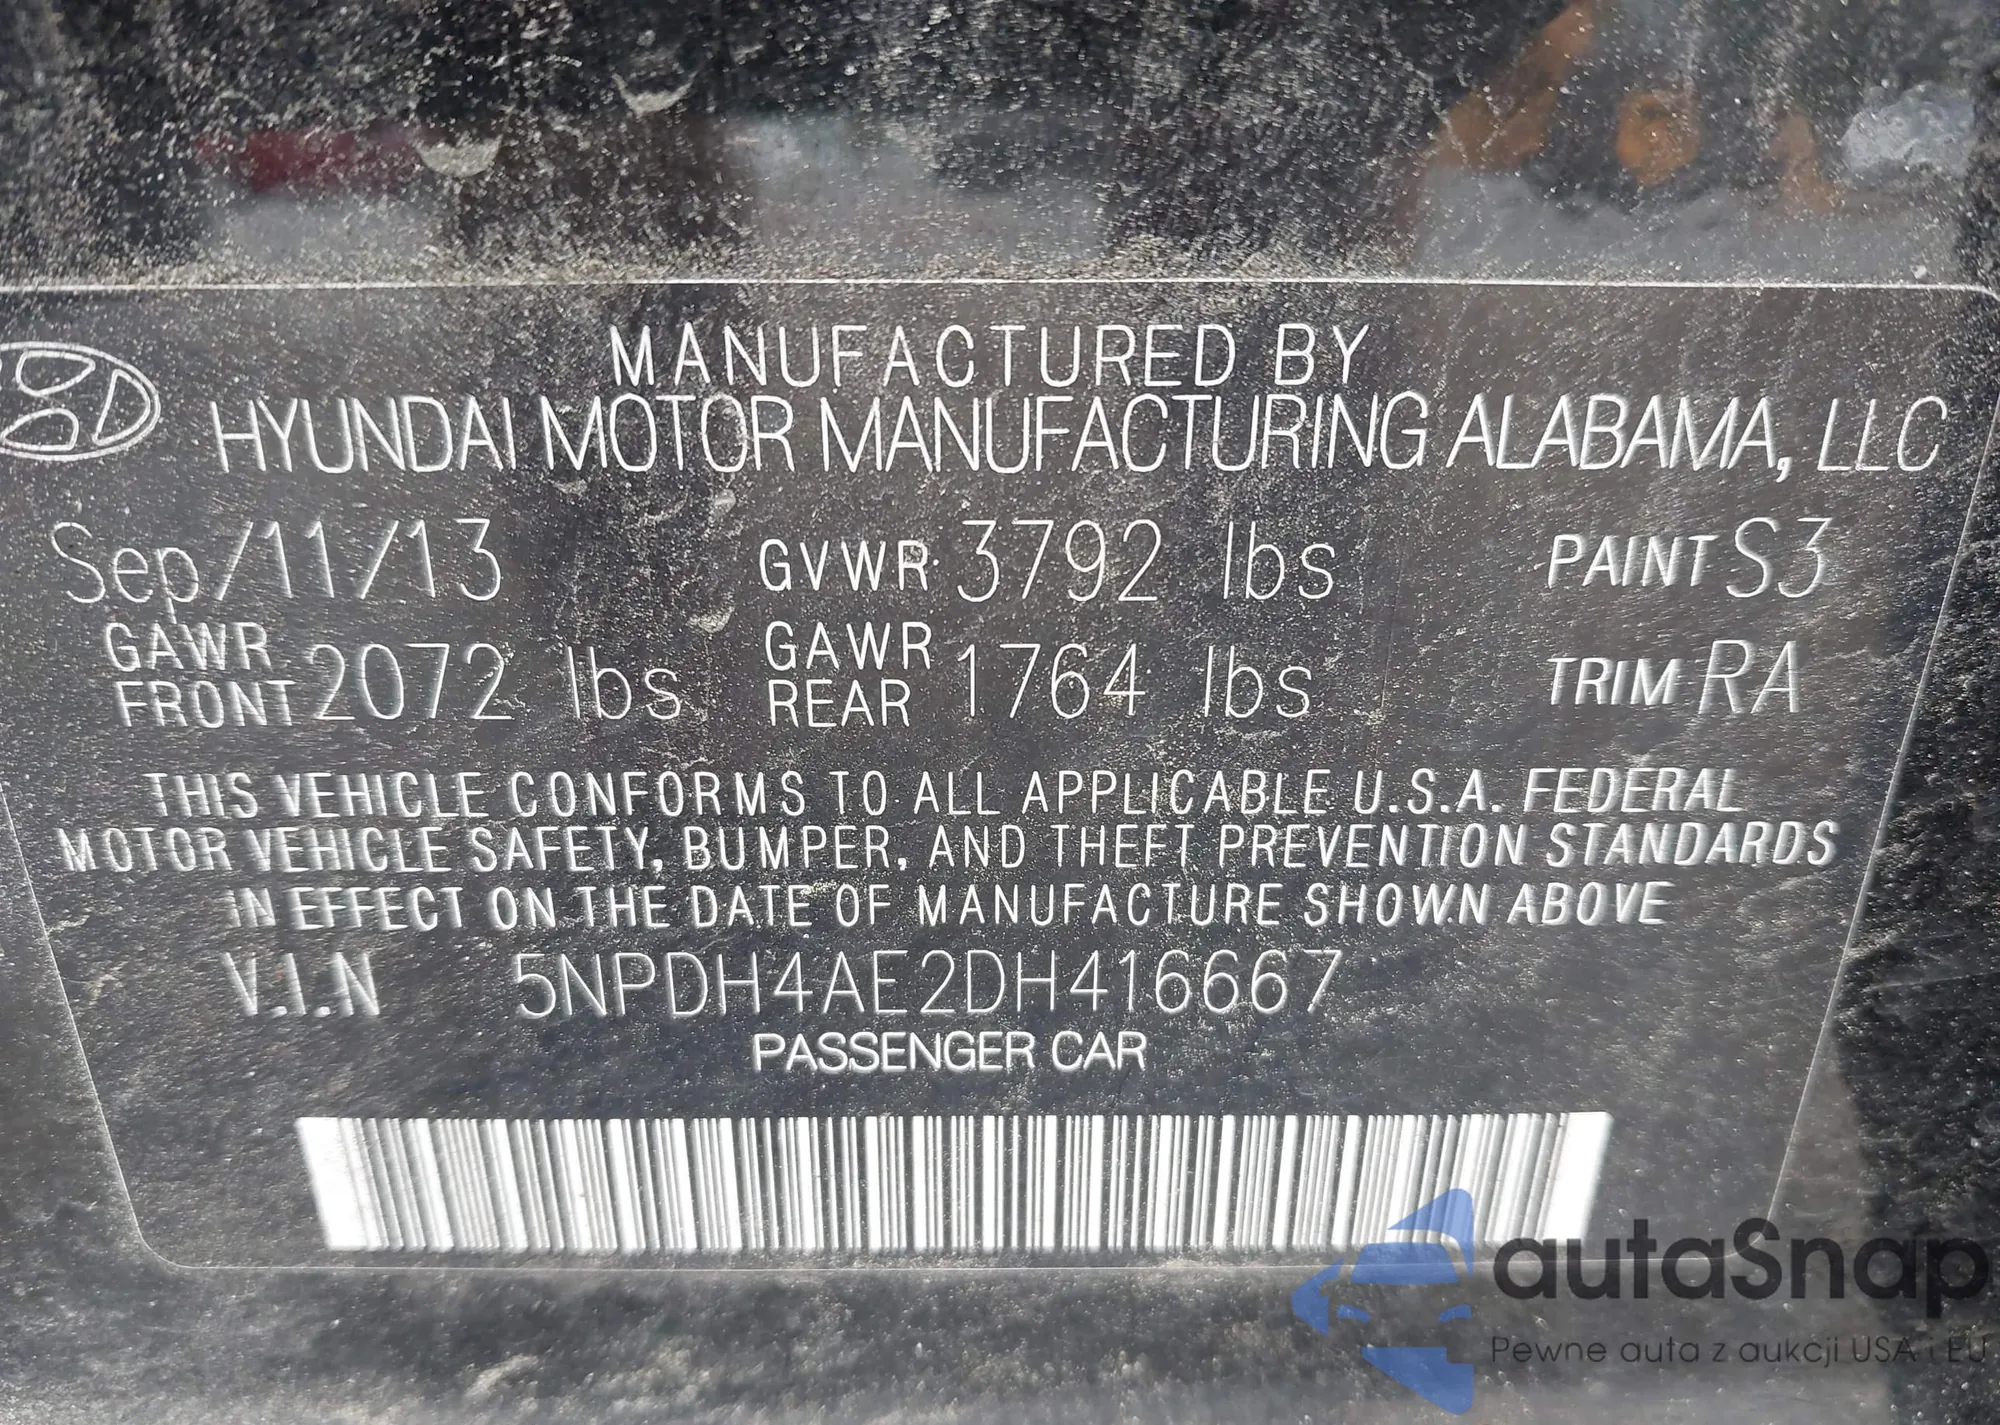 MANUFACTURED BY
HYUNDAI MOTOR MANUFACTURING ALABAMA, LLC
Sep/11/13 GVWR 3792 lbs PAINT S3
GAWR FRONT 2072 lbs GAWR REAR 1764 lbs TRIM RA
THIS VEHICLE CONFORMS TO ALL APPLICABLE U.S.A. FEDERAL
MOTOR VEHICLE SAFETY, BUMPER, AND THEFT PREVENTION STANDARDS
IN EFFECT ON THE DATE OF MANUFACTURE SHOWN ABOVE
V.I.N 5NPDH4AE2DH416667
PASSENGER CAR
autaSnap
Pewne auta z aukcji USA i EU